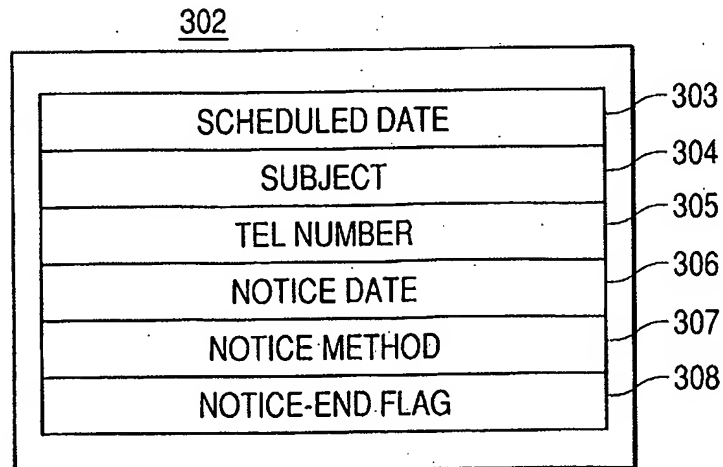 302
SCHEDULED DATE 303
SUBJECT 304
TEL NUMBER 305
NOTICE DATE 306
NOTICE METHOD 307
NOTICE-END FLAG 308